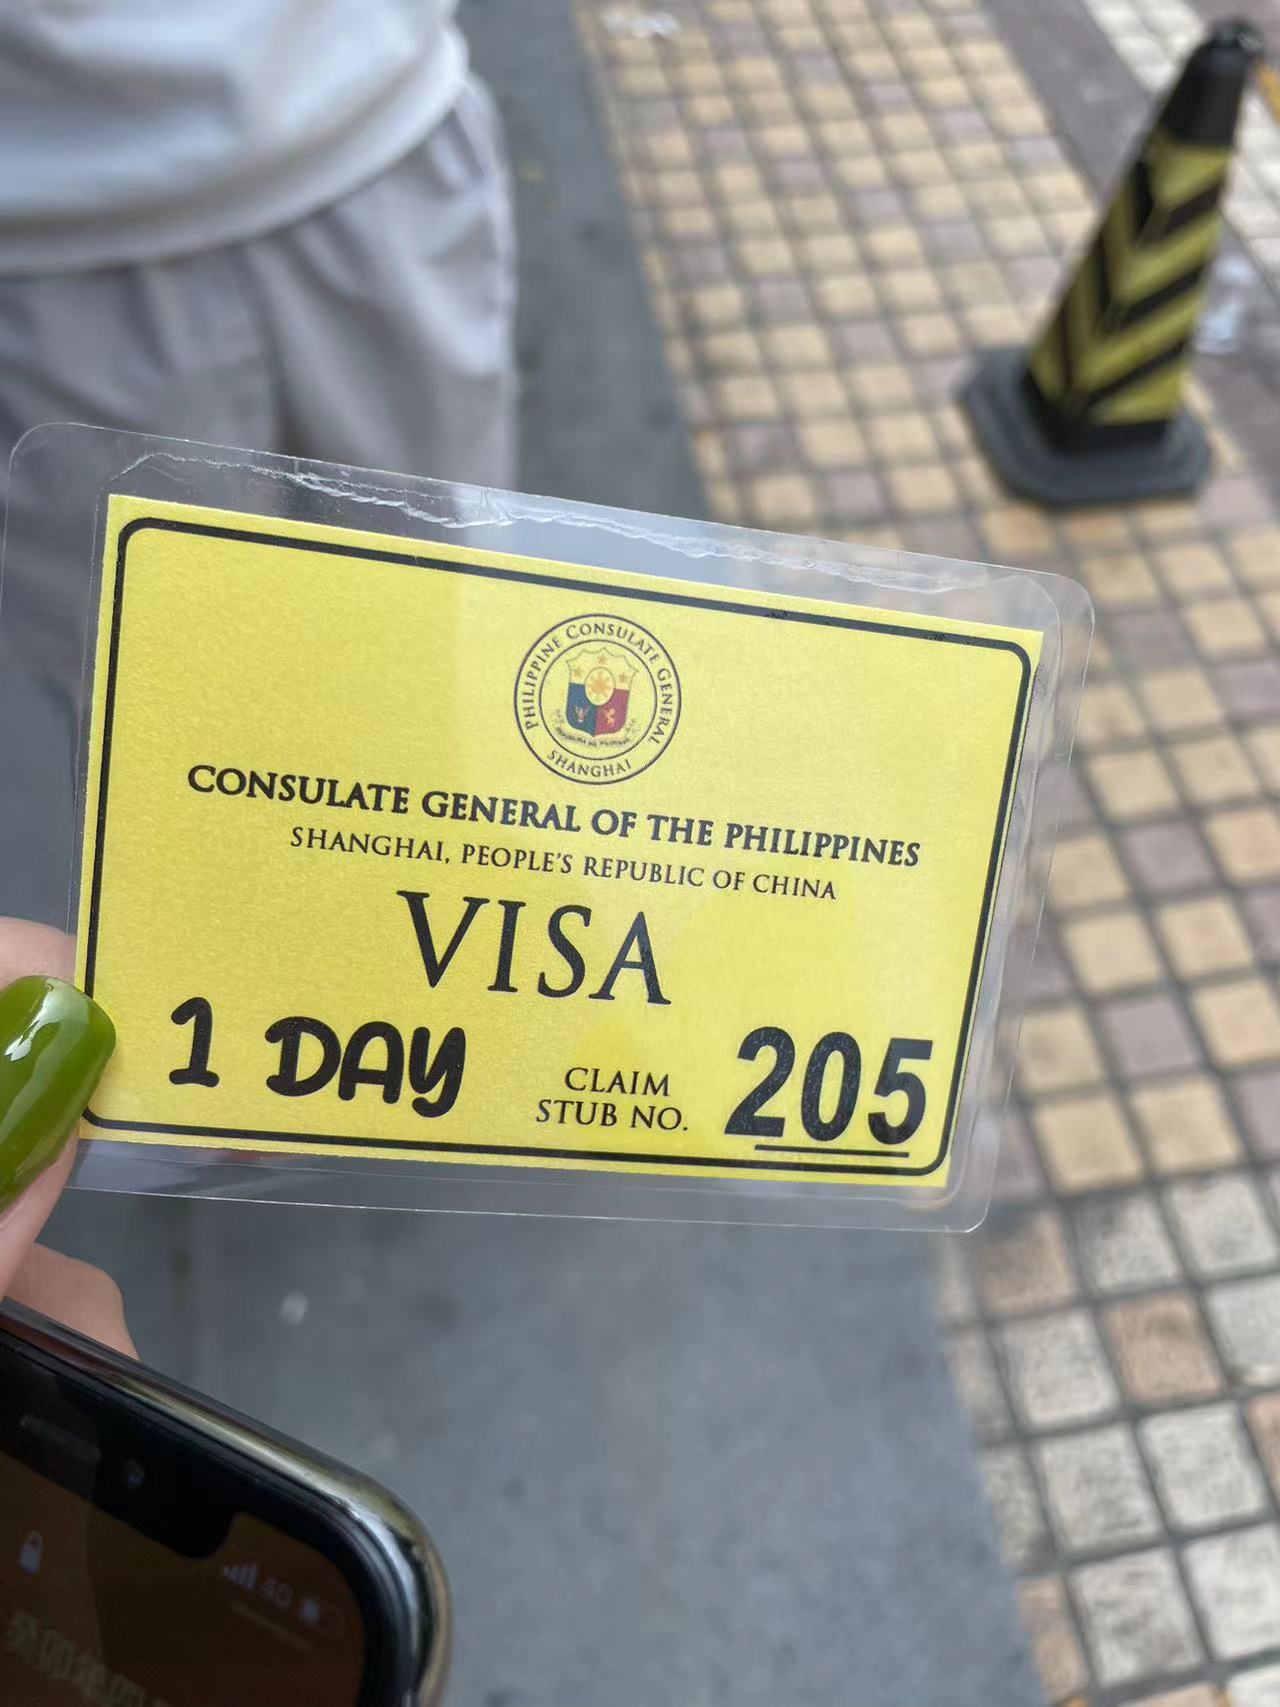 PHILIPPINE CONSULATE GENERAL
SHANGHAI
CONSULATE GENERAL OF THE PHILIPPINES
SHANGHAI, PEOPLE'S REPUBLIC OF CHINA
VISA
1 DAY
CLAIM
STUB NO.
205
4G